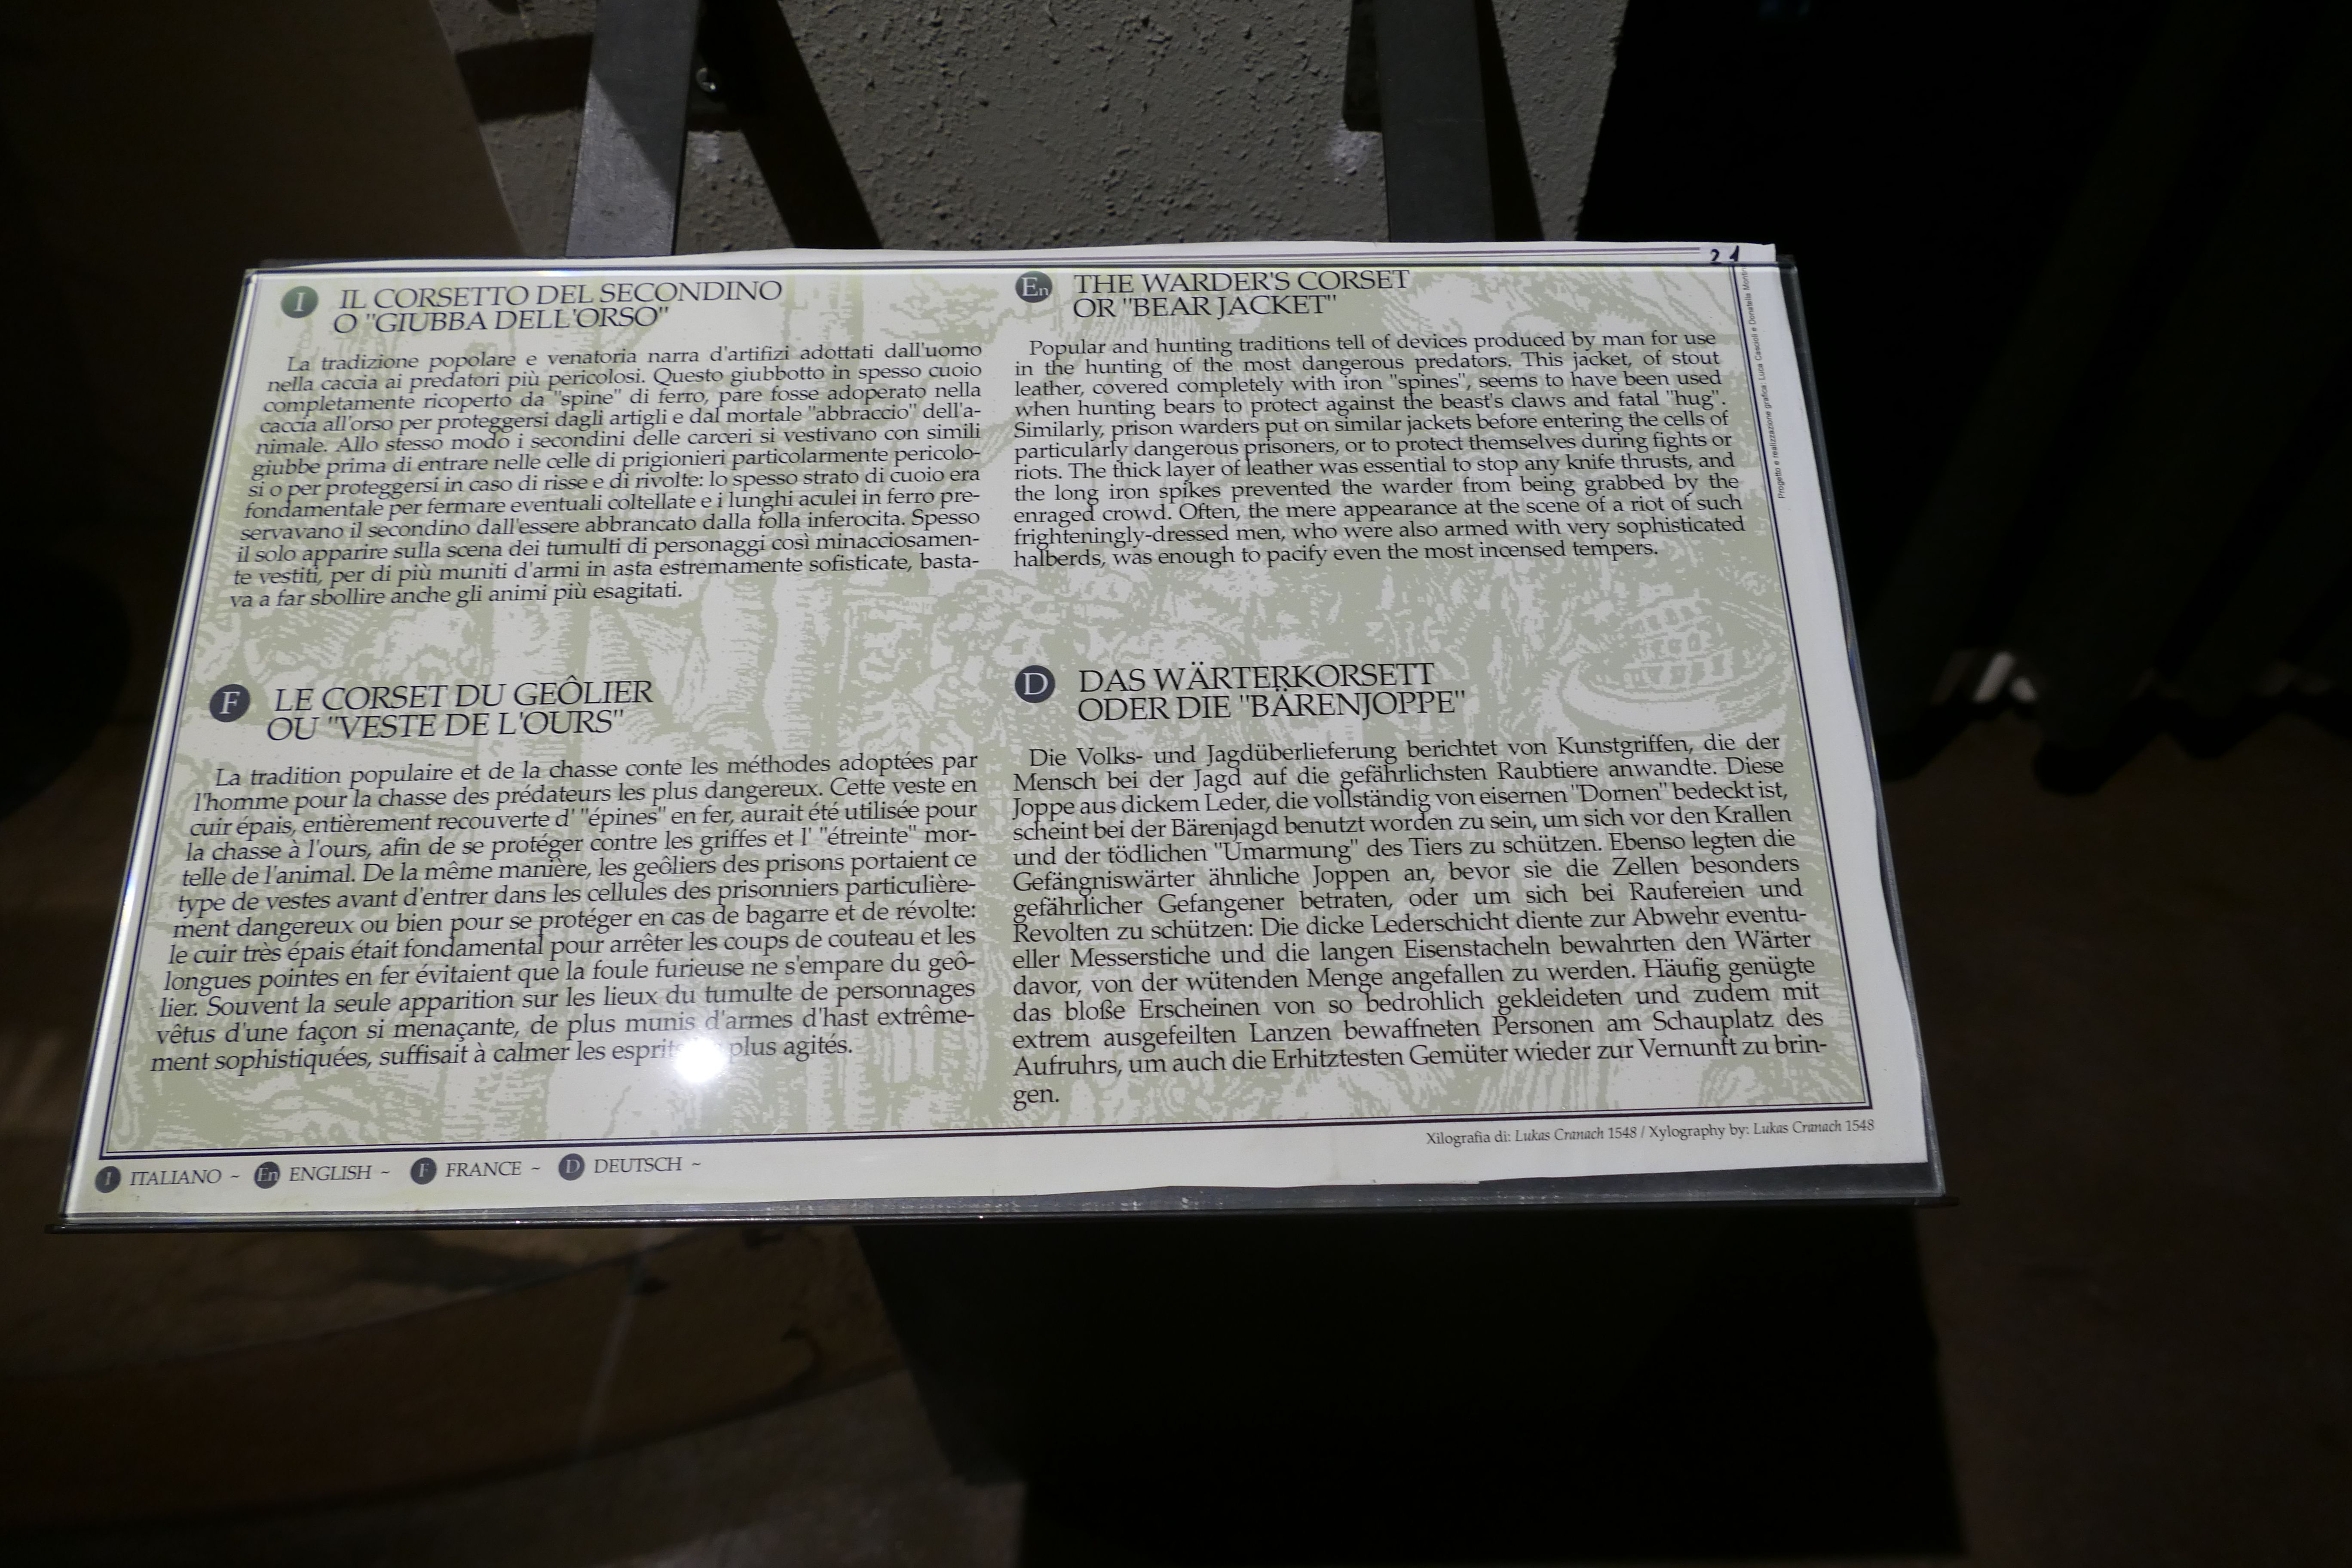 21
I
IL CORSETTO DEL SECONDINO
O "GIUBBA DELL'ORSO"
La tradizione popolare e venatoria narra d'artifizi adottati dall'uomo
nella caccia ai predatori più pericolosi. Questo giubbotto in spesso cuoio
completamente ricoperto da "spine" di ferro, pare fosse adoperato nella
caccia all'orso per proteggersi dagli artigli e dal mortale "abbraccio" dell'a-
nimale. Allo stesso modo i secondini delle carceri si vestivano con simili
giubbe prima di entrare nelle celle di prigionieri particolarmente pericolo-
si o per proteggersi in caso di risse e di rivolte: lo spesso strato di cuoio era
fondamentale per fermare eventuali coltellate e i lunghi aculei in ferro pre-
servavano il secondino dall'essere abbrancato dalla folla inferocita. Spesso
il solo apparire sulla scena dei tumulti di personaggi così minacciosamen-
te vestiti, per di più muniti d'armi in asta estremamente sofisticate, basta-
va a far sbollire anche gli animi più esagitati.
En
THE WARDER'S CORSET
OR "BEAR JACKET"
Popular and hunting traditions tell of devices produced by man for use
in the hunting of the most dangerous predators. This jacket, of stout
leather, covered completely with iron "spines", seems to have been used
when hunting bears to protect against the beast's claws and fatal "hug".
Similarly, prison warders put on similar jackets before entering the cells of
particularly dangerous prisoners, or to protect themselves during fights or
riots. The thick layer of leather was essential to stop any knife thrusts, and
the long iron spikes prevented the warder from being grabbed by the
enraged crowd. Often, the mere appearance at the scene of a riot of such
frighteningly-dressed men, who were also armed with very sophisticated
halberds, was enough to pacify even the most incensed tempers.
Progetto e realizzazione grafica: Luca Cascioli e Donatella
F
LE CORSET DU GEÔLIER
OU "VESTE DE L'OURS"
La tradition populaire et de la chasse conte les méthodes adoptées par
l'homme pour la chasse des prédateurs les plus dangereux. Cette veste en
cuir épais, entièrement recouverte d' "épines" en fer, aurait été utilisée pour
la chasse à l'ours, afin de se protéger contre les griffes et l' "étreinte" mor-
telle de l'animal. De la même manière, les geôliers des prisons portaient ce
type de vestes avant d'entrer dans les cellules des prisonniers particulière-
ment dangereux ou bien pour se protéger en cas de bagarre et de révolte:
le cuir très épais était fondamental pour arrêter les coups de couteau et les
longues pointes en fer évitaient que la foule furieuse ne s'empare du geô-
lier. Souvent la seule apparition sur les lieux du tumulte de personnages
vêtus d'une façon si menaçante, de plus munis d'armes d'hast extrême-
ment sophistiquées, suffisait à calmer les esprits plus agités.
D
DAS WÄRTERKORSETT
ODER DIE "BÄRENJOPPE"
Die Volks- und Jagdüberlieferung berichtet von Kunstgriffen, die der
Mensch bei der Jagd auf die gefährlichsten Raubtiere anwandte. Diese
Joppe aus dickem Leder, die vollständig von eisernen "Dornen" bedeckt ist,
scheint bei der Bärenjagd benutzt worden zu sein, um sich vor den Krallen
und der tödlichen "Umarmung" des Tiers zu schützen. Ebenso legten die
Gefängniswärter ähnliche Joppen an, bevor sie die Zellen besonders
gefährlicher Gefangener betraten, oder um sich bei Raufereien und
Revolten zu schützen: Die dicke Lederschicht diente zur Abwehr eventu-
eller Messerstiche und die langen Eisenstacheln bewahrten den Wärter
davor, von der wütenden Menge angefallen zu werden. Häufig genügte
das bloße Erscheinen von so bedrohlich gekleideten und zudem mit
extrem ausgefeilten Lanzen bewaffneten Personen am Schauplatz des
Aufruhrs, um auch die Erhitztesten Gemüter wieder zur Vernunft zu brin-
gen.
Xilografia di: Lukas Cranach 1548 / Xylography by: Lukas Cranach 1548
I ITALIANO ~ En ENGLISH ~ F FRANCE ~ D DEUTSCH ~